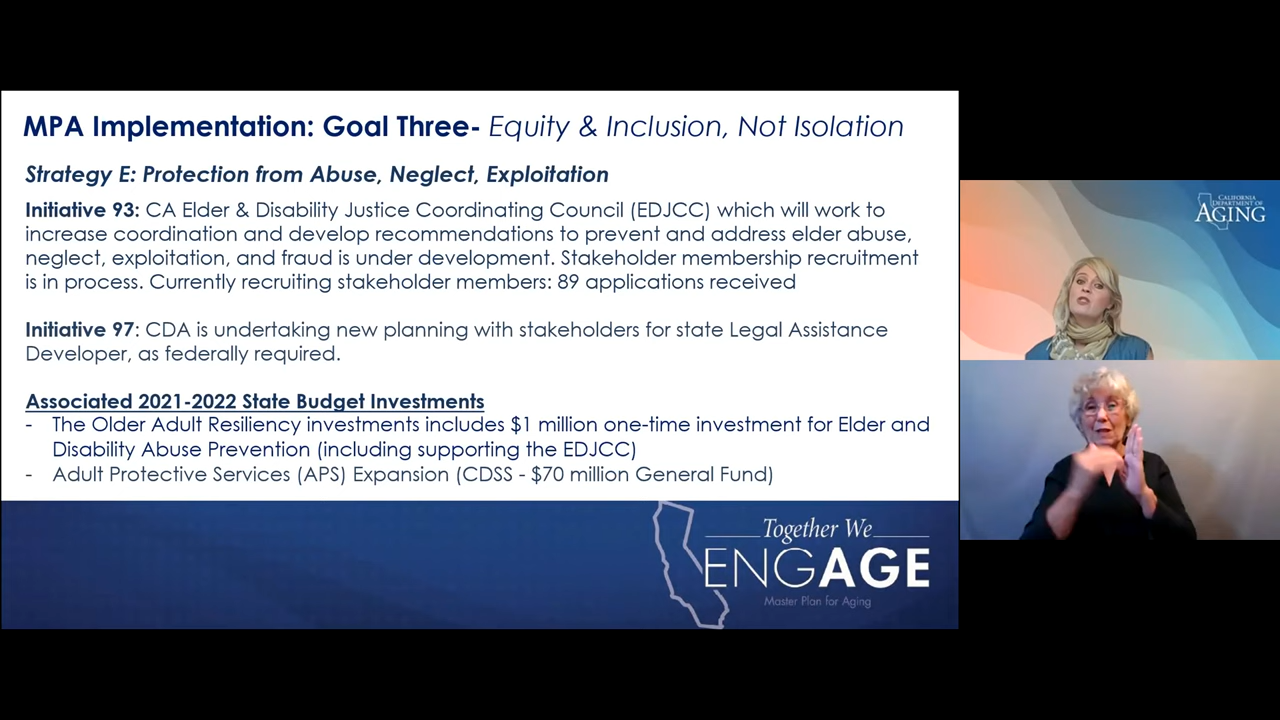 MPA Implementation: Goal Three- Equity & Inclusion, Not Isolation
Strategy E: Protection from Abuse, Neglect, Exploitation
Initiative 93: CA Elder & Disability Justice Coordinating Council (EDJCC) which will work to
increase coordination and develop recommendations to prevent and address elder abuse,
neglect, exploitation, and fraud is under development. Stakeholder membership recruitment
is in process. Currently recruiting stakeholder members: 89 applications received
Initiative 97: CDA is undertaking new planning with stakeholders for state Legal Assistance
Developer, as federally required.
Associated 2021-2022 State Budget Investments
- The Older Adult Resiliency investments includes $1 million one-time investment for Elder and
Disability Abuse Prevention (including supporting the EDJCC)
- Adult Protective Services (APS) Expansion (CDSS - $70 million General Fund)
Together We
ENGAGE
Master Plan for Aging
CALIFORNIA
DEPARTMENT OF
AGING